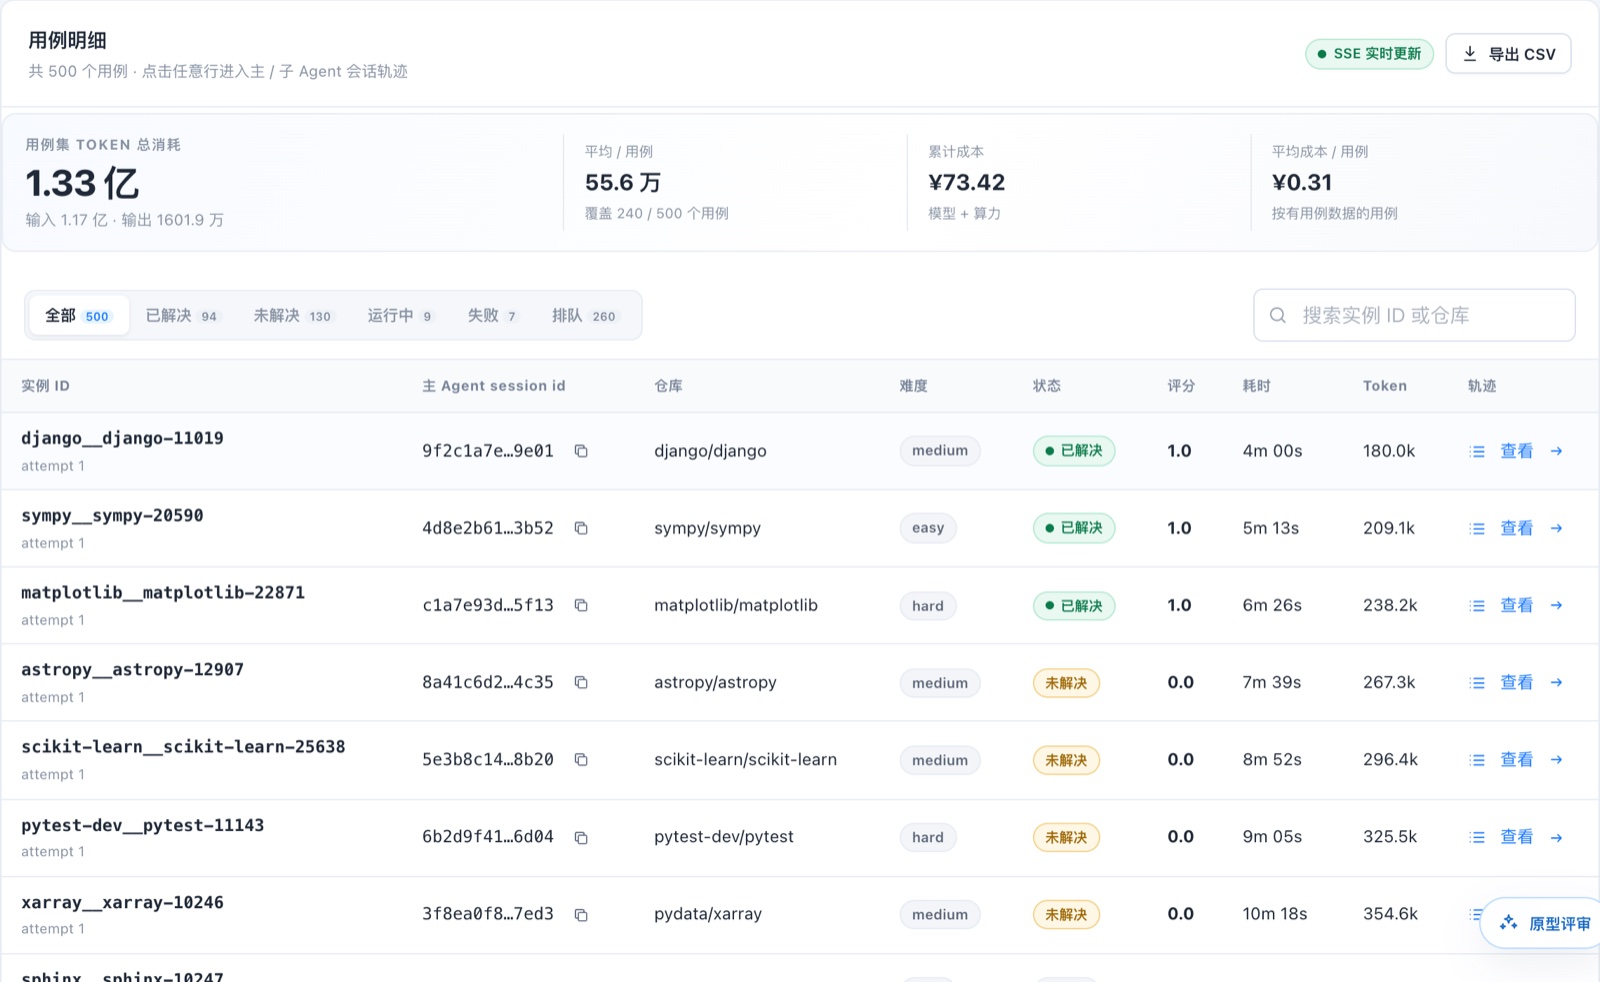 用例明细
共 500 个用例 · 点击任意行进入主 / 子 Agent 会话轨迹
SSE 实时更新
导出 CSV
用例集 TOKEN 总消耗
1.33 亿
输入 1.17 亿 · 输出 1601.9 万
平均 / 用例
55.6 万
覆盖 240 / 500 个用例
累计成本
¥73.42
模型 + 算力
平均成本 / 用例
¥0.31
按有用例数据的用例
全部 500 已解决 94 未解决 130 运行中 9 失败 7 排队 260
搜索实例 ID 或仓库
实例 ID 主 Agent session id 仓库 难度 状态 评分 耗时 Token 轨迹
django__django-11019
attempt 1
9f2c1a7e…9e01 django/django medium 已解决 1.0 4m 00s 180.0k 查看 →
sympy__sympy-20590
attempt 1
4d8e2b61…3b52 sympy/sympy easy 已解决 1.0 5m 13s 209.1k 查看 →
matplotlib__matplotlib-22871
attempt 1
c1a7e93d…5f13 matplotlib/matplotlib hard 已解决 1.0 6m 26s 238.2k 查看 →
astropy__astropy-12907
attempt 1
8a41c6d2…4c35 astropy/astropy medium 未解决 0.0 7m 39s 267.3k 查看 →
scikit-learn__scikit-learn-25638
attempt 1
5e3b8c14…8b20 scikit-learn/scikit-learn medium 未解决 0.0 8m 52s 296.4k 查看 →
pytest-dev__pytest-11143
attempt 1
6b2d9f41…6d04 pytest-dev/pytest hard 未解决 0.0 9m 05s 325.5k 查看 →
xarray__xarray-10246
attempt 1
3f8ea0f8…7ed3 pydata/xarray medium 未解决 0.0 10m 18s 354.6k
原型评审
sphinx__sphinx-10247